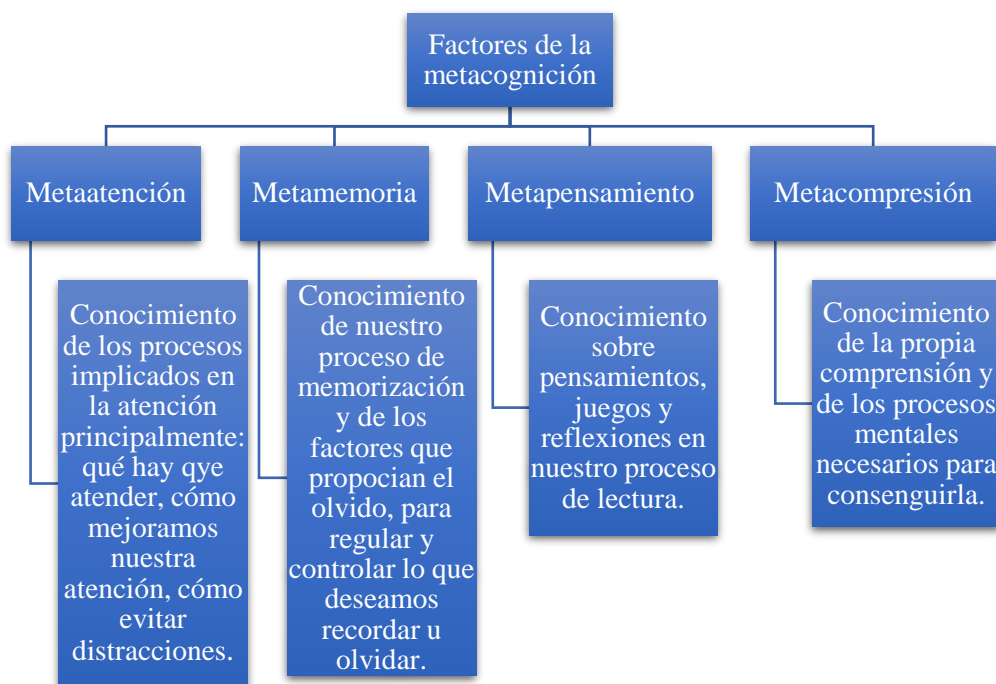 Factores de la
metacognición
Metaatención
Metamemoria
Metapensamiento
Metacompresión
Conocimiento
de los procesos
implicados en
la atención
principalmente:
qué hay qye
atender, cómo
mejoramos
nuestra
atención, cómo
evitar
distracciones.
Conocimiento
de nuestro
proceso de
memorización
y de los
factores que
propocian el
olvido, para
regular y
controlar lo que
deseamos
recordar u
olvidar.
Conocimiento
sobre
pensamientos,
juegos y
reflexiones en
nuestro proceso
de lectura.
Conocimiento
de la propia
comprensión y
de los procesos
mentales
necesarios para
consenguirla.